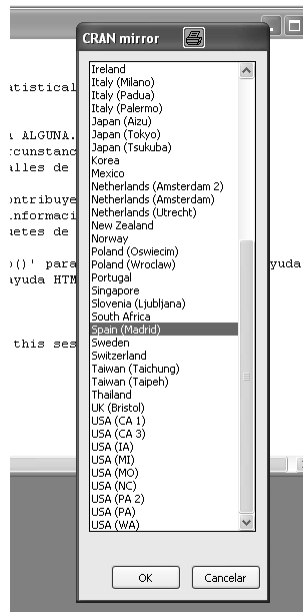 CRAN mirror
Ireland
Italy (Milano)
Italy (Padua)
Italy (Palermo)
Japan (Aizu)
Japan (Tokyo)
Japan (Tsukuba)
Korea
Mexico
Netherlands (Amsterdam 2)
Netherlands (Amsterdam)
Netherlands (Utrecht)
New Zealand
Norway
Poland (Oswiecim)
Poland (Wroclaw)
Portugal
Singapore
Slovenia (Ljubljana)
South Africa
Spain (Madrid)
Sweden
Switzerland
Taiwan (Taichung)
Taiwan (Taipeh)
Thailand
UK (Bristol)
USA (CA 1)
USA (CA 3)
USA (IA)
USA (MI)
USA (MO)
USA (NC)
USA (PA 2)
USA (PA)
USA (WA)
OK
Cancelar
atistical
A ALGUNA.
rcunstanc
alles de
ontribuye
informaci
uetes de
p()' para
yuda
ayuda HTM
this ses